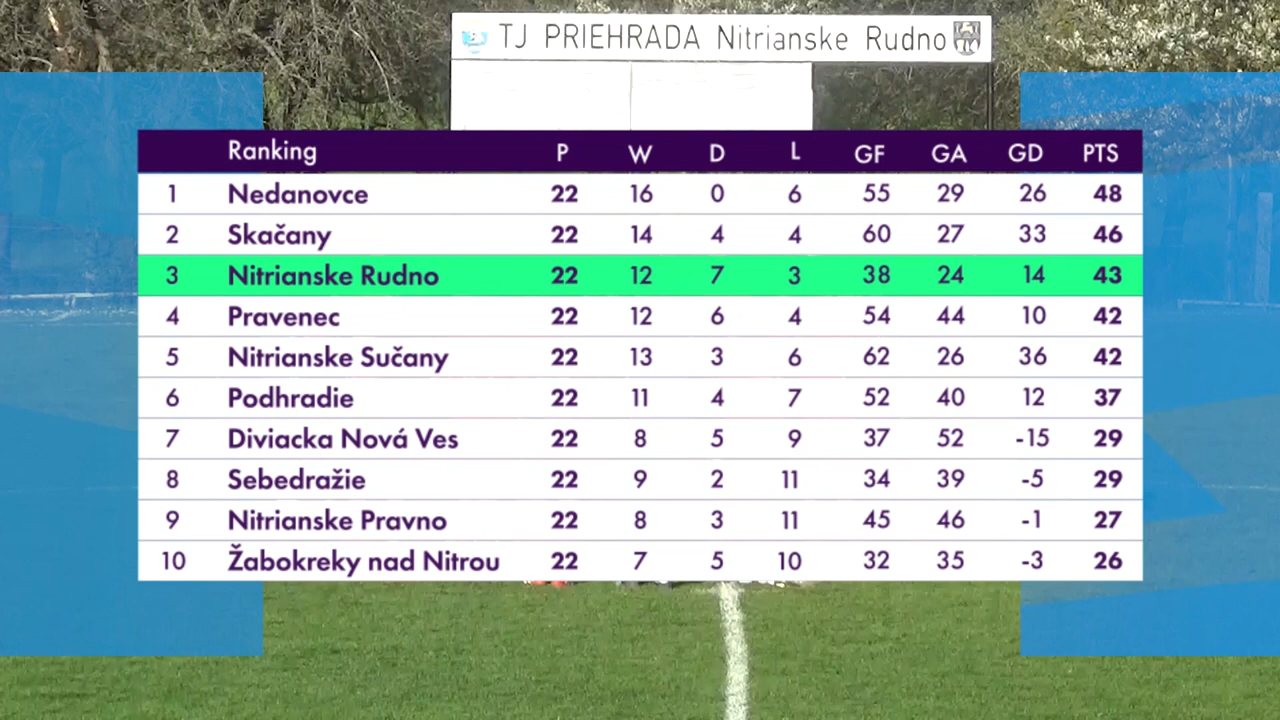 TJ PRIEHRADA Nitrianske Rudno
Ranking P W D L GF GA GD PTS
1 Nedanovce 22 16 0 6 55 29 26 48
2 Skačany 22 14 4 4 60 27 33 46
3 Nitrianske Rudno 22 12 7 3 38 24 14 43
4 Pravenec 22 12 6 4 54 44 10 42
5 Nitrianske Sučany 22 13 3 6 62 26 36 42
6 Podhradie 22 11 4 7 52 40 12 37
7 Diviacka Nová Ves 22 8 5 9 37 52 -15 29
8 Sebedražie 22 9 2 11 34 39 -5 29
9 Nitrianske Pravno 22 8 3 11 45 46 -1 27
10 Žabokreky nad Nitrou 22 7 5 10 32 35 -3 26